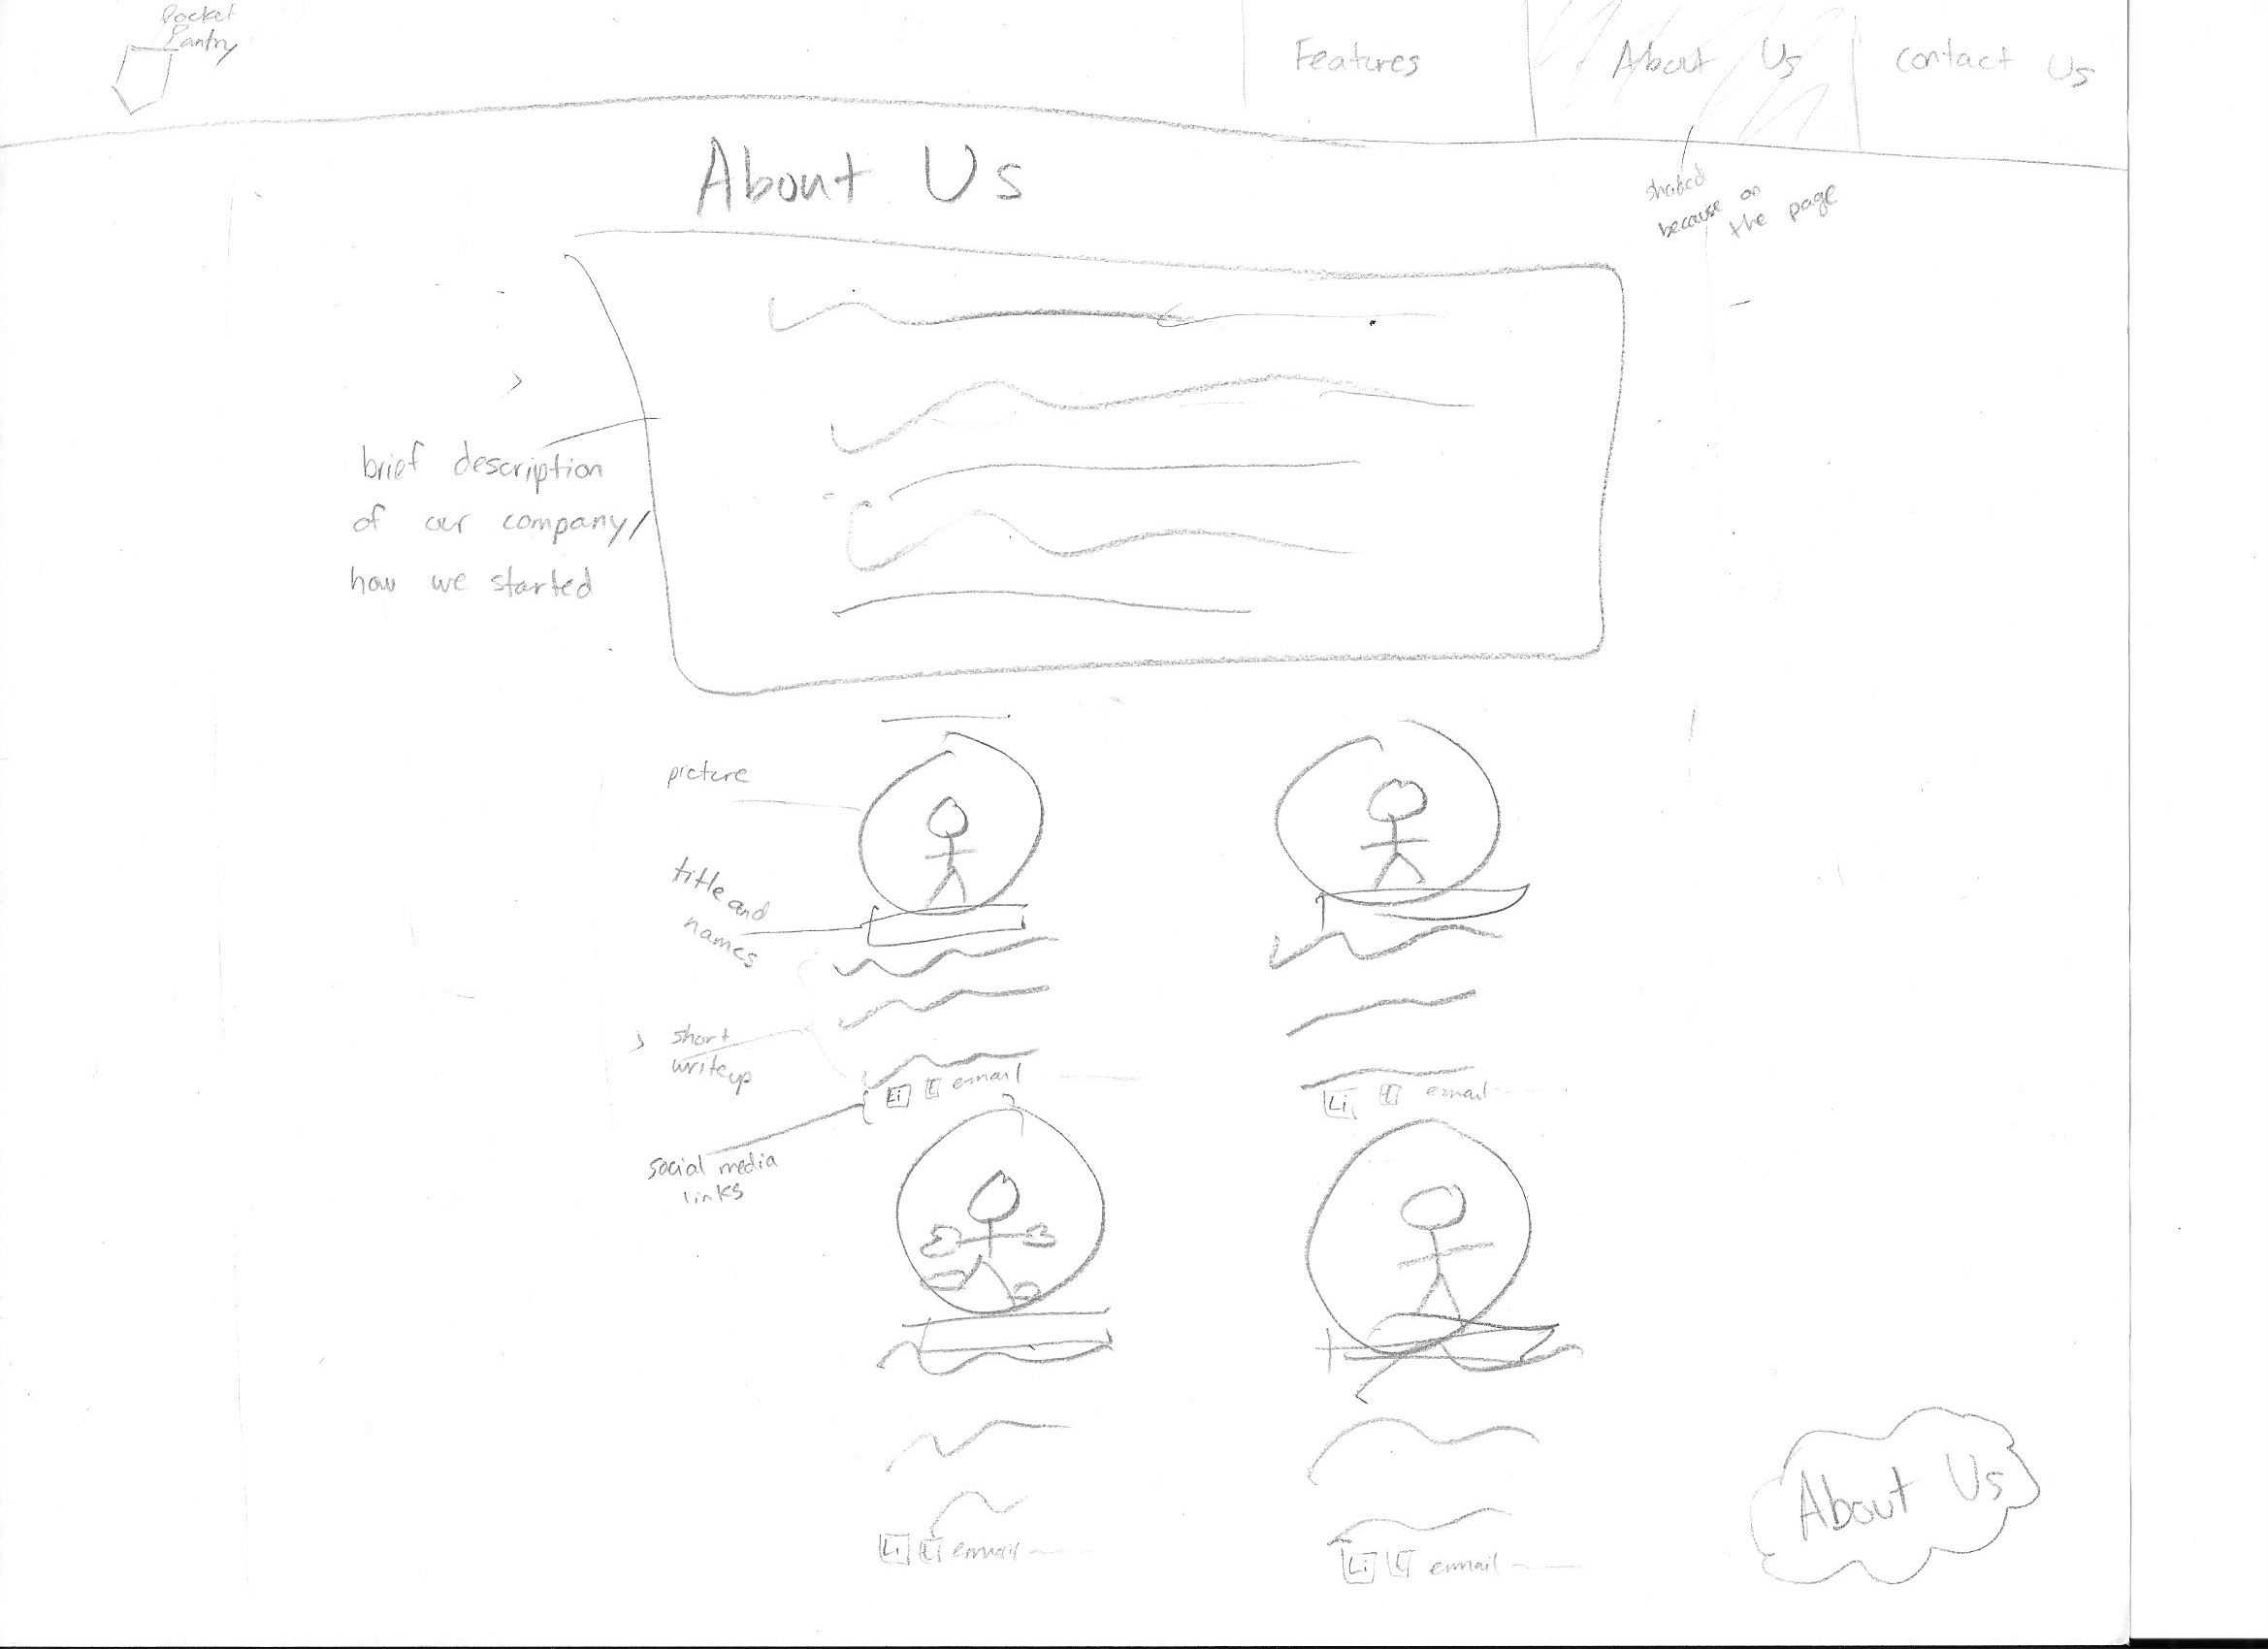 Pocket
Pantry
Features
About Us
Contact Us
shaded
because on
the page
About Us
brief description
of our company/
how we started
picture
title and
names
short
writeup
Li t email
Li t email
social media
links
Li t email
Li t email
About Us